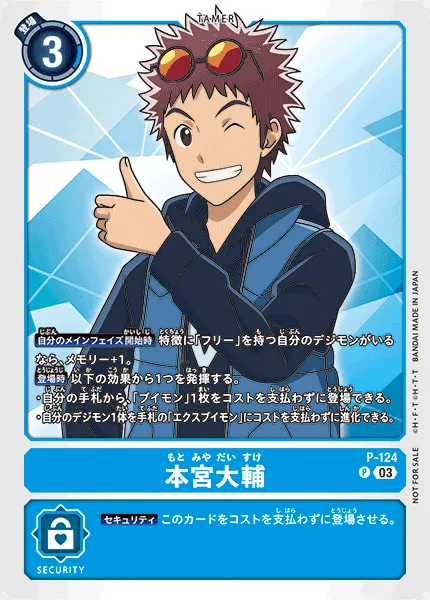 TAMER
登場
3
自分のメインフェイズ開始時 特徴に「フリー」を持つ自分のデジモンがいる
なら、メモリー+1。
登場時 以下の効果から1つを発揮する。
・自分の手札から、「ブイモン」1枚をコストを支払わずに登場できる。
・自分のデジモン1体を手札の「エクスブイモン」にコストを支払わずに進化できる。
もと みや だい すけ
本宮大輔
P-124
P 03
セキュリティ このカードをコストを支払わずに登場させる。
SECURITY
NOT FOR SALE ©H・F・T ©H・T・T BANDAI MADE IN JAPAN